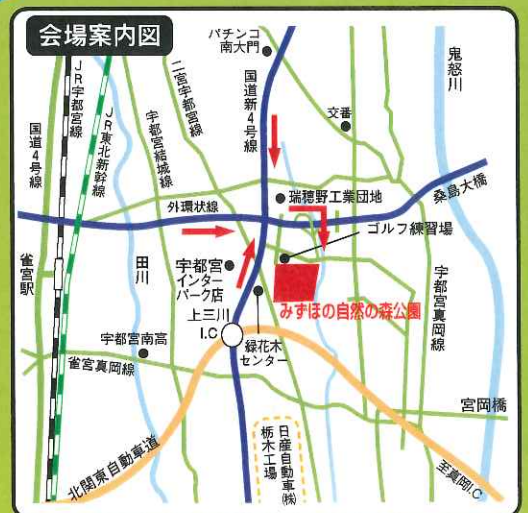 会場案内図
パチンコ
南大門
鬼怒川
JR宇都宮線
JR東北新幹線
二宮宇都宮線
宇都宮結城線
国道新4号線
国道4号線
交番
瑞穂野工業団地
桑島大橋
外環状線
ゴルフ練習場
雀宮駅
田川
宇都宮
インター
パーク店
みずほの自然の森公園
宇都宮真岡線
上三川
I.C
緑花木
センター
宇都宮南高
雀宮真岡線
宮岡橋
日産自動車㈱
栃木工場
北関東自動車道
至真岡I.C